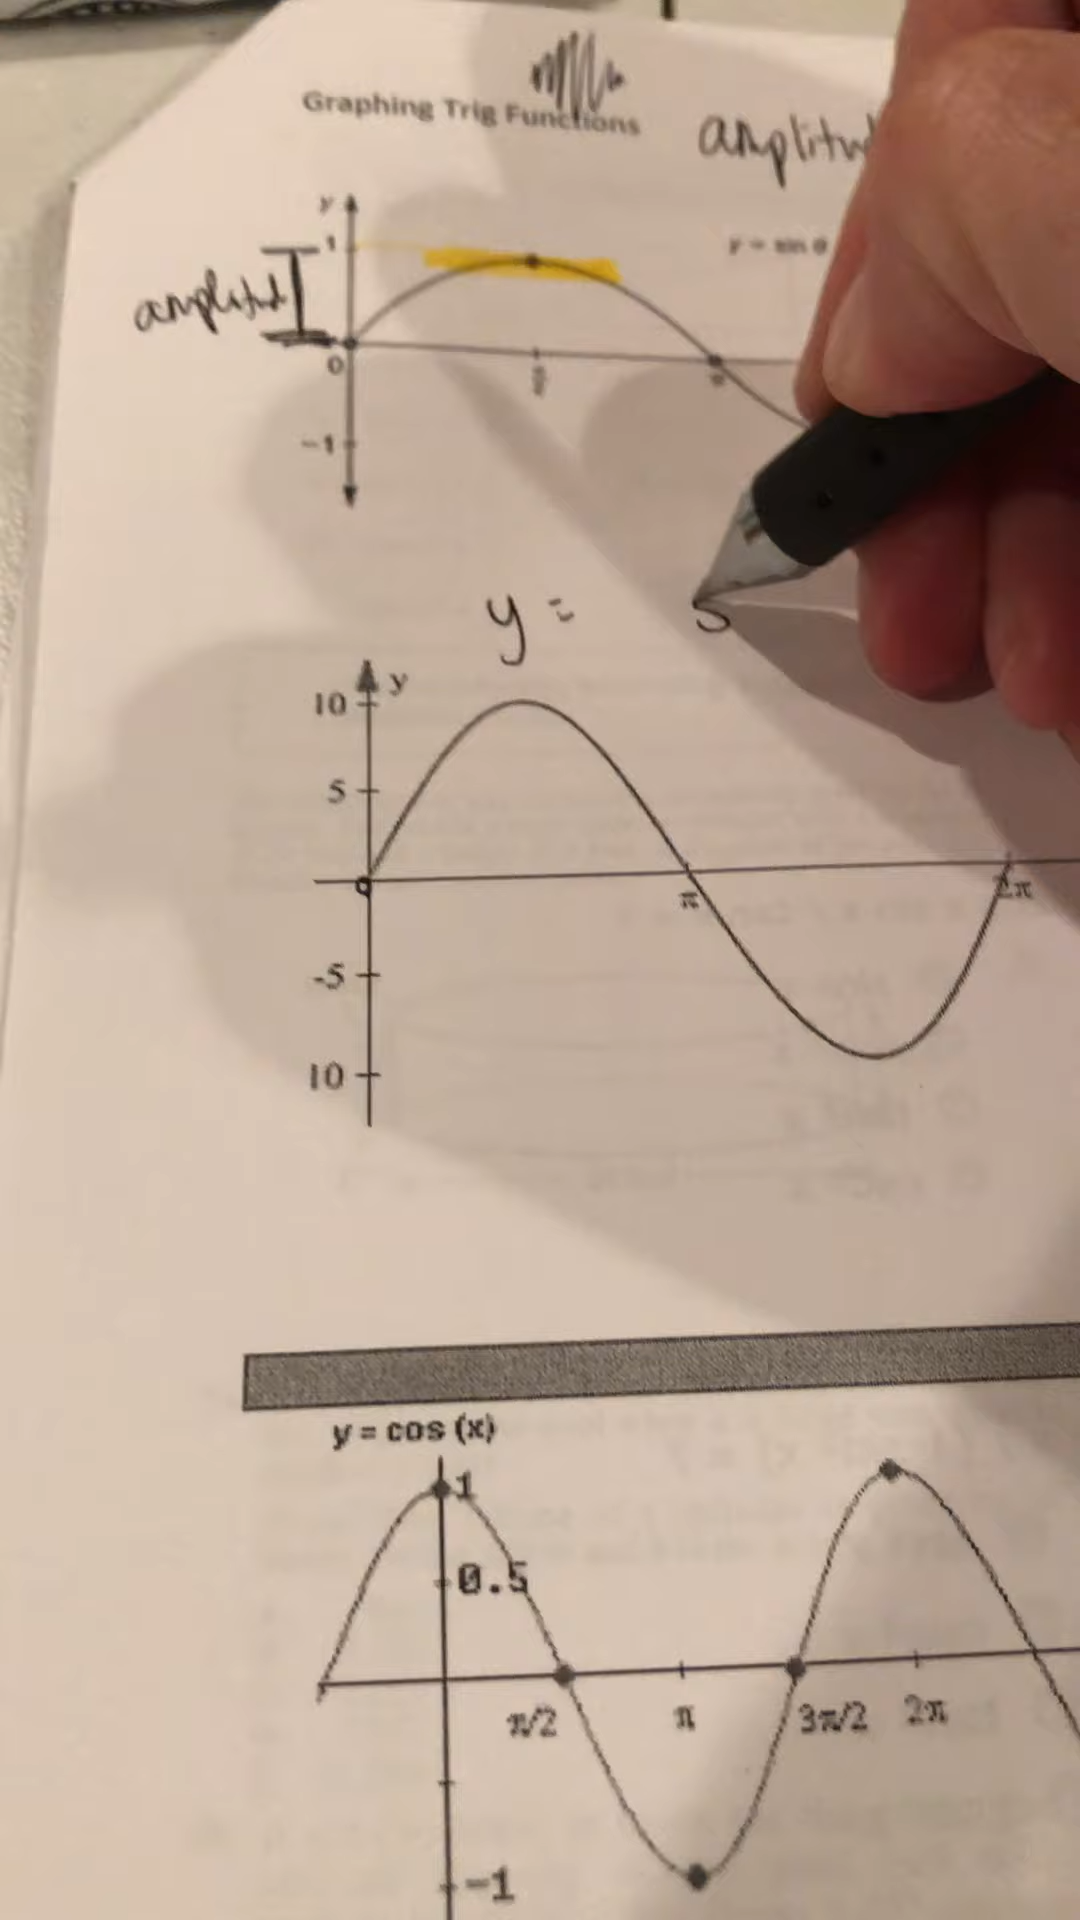 Graphing Trig Functions
amplitud
y
1
y = sin θ
amplitud
0
π
-1
y = s
y
10
5
0
π
2π
-5
10
y = cos (x)
1
0.5
π/2
π
3π/2
2π
-1